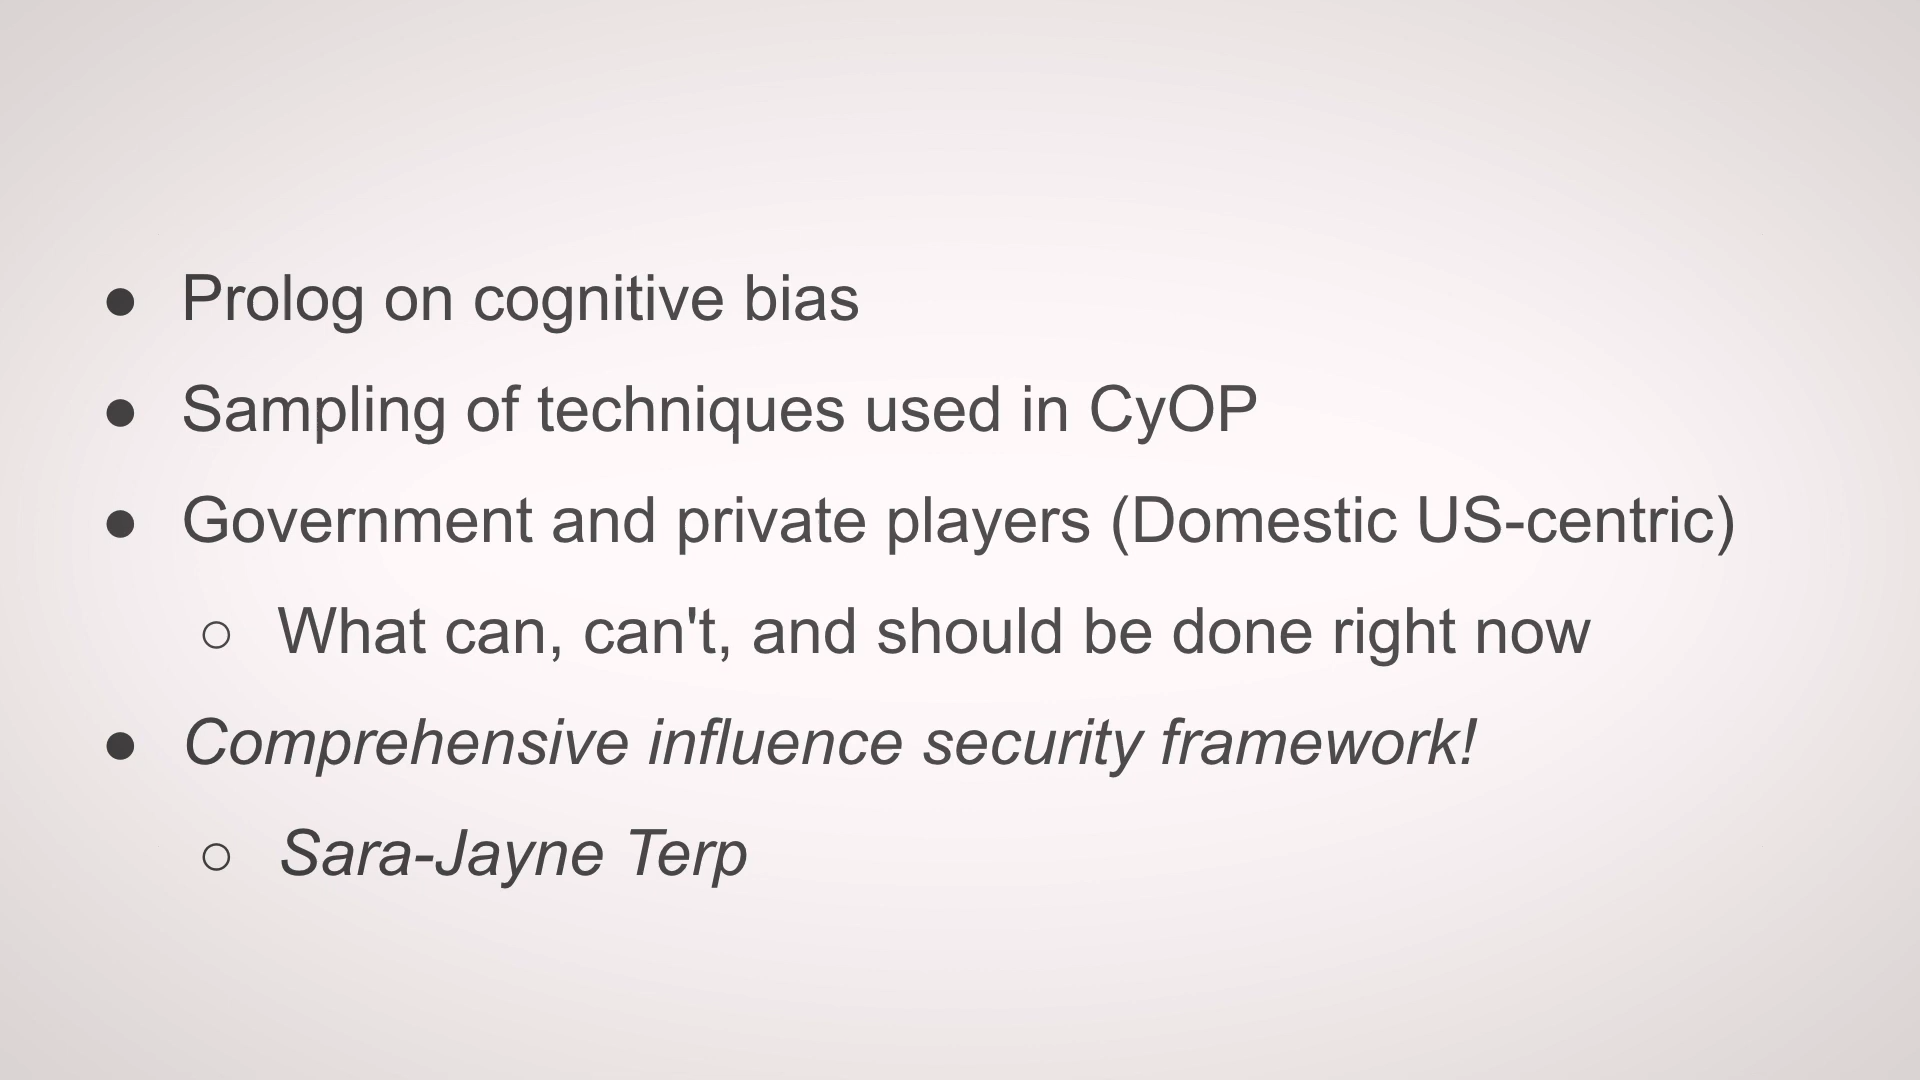 ● Prolog on cognitive bias
● Sampling of techniques used in CyOP
● Government and private players (Domestic US-centric)
○ What can, can't, and should be done right now
● Comprehensive influence security framework!
○ Sara-Jayne Terp